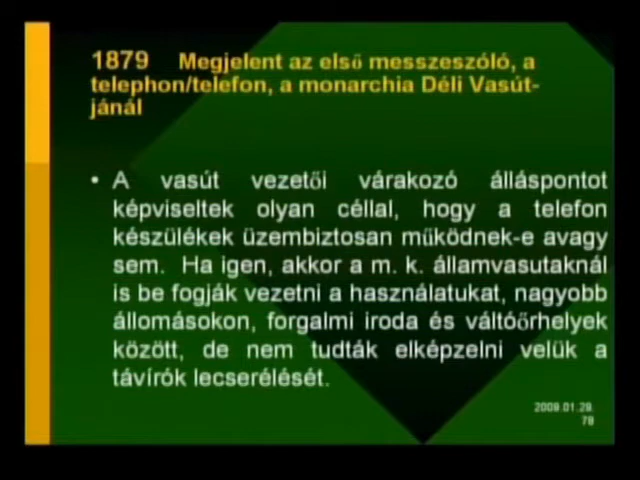 1879 Megjelent az első messzeszóló, a
telephon/telefon, a monarchia Déli Vasút-
jánál
• A vasút vezetői várakozó álláspontot
képviseltek olyan céllal, hogy a telefon
készülékek üzembiztosan működnek-e avagy
sem. Ha igen, akkor a m. k. államvasutaknál
is be fogják vezetni a használatukat, nagyobb
állomásokon, forgalmi iroda és váltóőrhelyek
között, de nem tudták elképzelni velük a
távírók lecserélését.
2009.01.29.
78